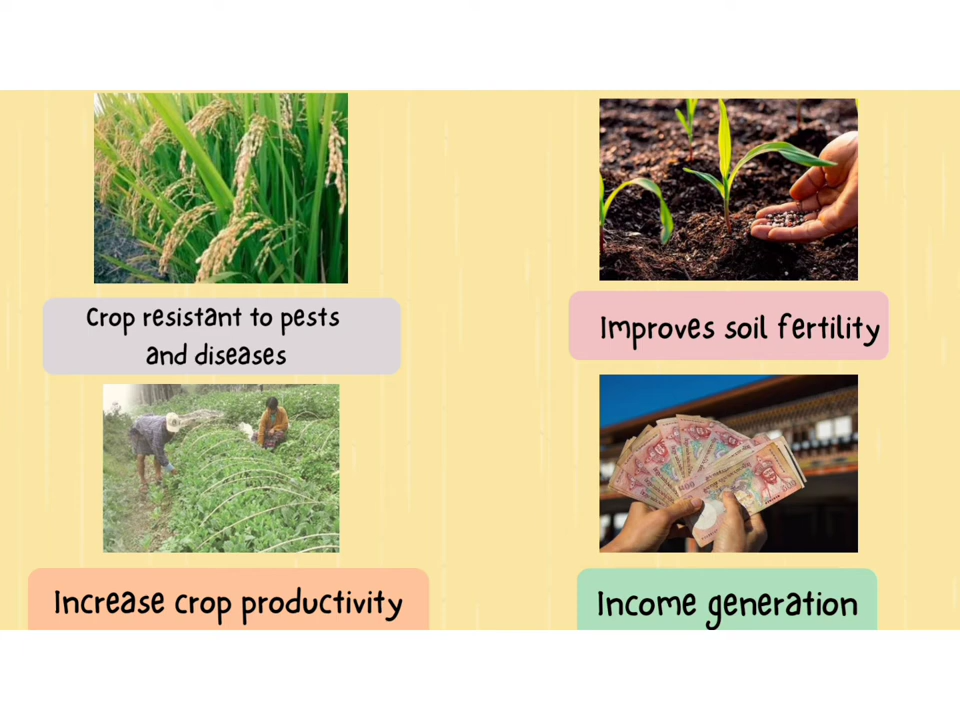 Crop resistant to pests
and diseases
Improves soil fertility
Increase crop productivity
Income generation